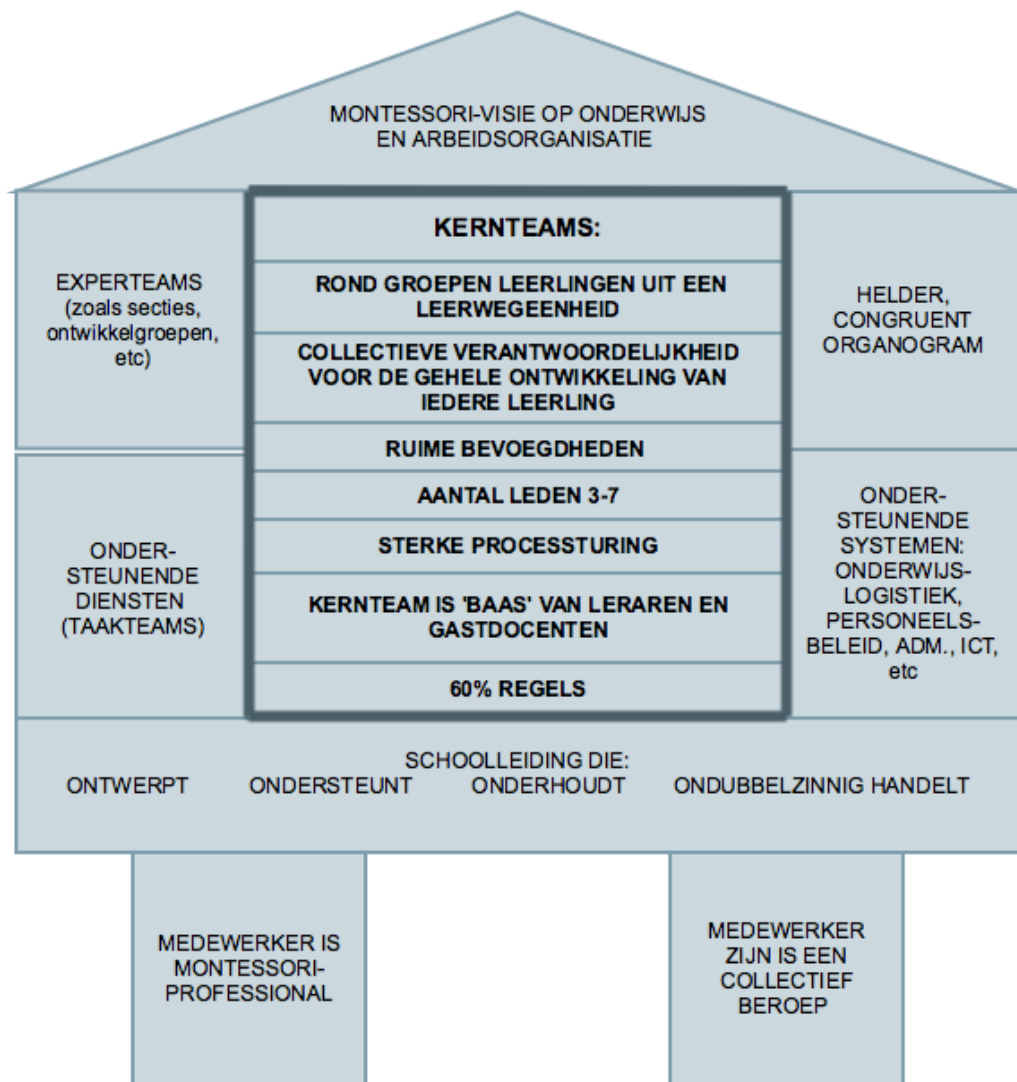 MONTESSORI-VISIE OP ONDERWIJS
EN ARBEIDSORGANISATIE
EXPERTEAMS
(zoals secties,
ontwikkelgroepen,
etc)
ONDER-
STEUNENDE
DIENSTEN
(TAAKTEAMS)
KERNTEAMS:
ROND GROEPEN LEERLINGEN UIT EEN
LEERWEGEENHEID
COLLECTIEVE VERANTWOORDELIJKHEID
VOOR DE GEHELE ONTWIKKELING VAN
IEDERE LEERLING
RUIME BEVOEGDHEDEN
AANTAL LEDEN 3-7
STERKE PROCESSTURING
KERNTEAM IS 'BAAS' VAN LERAREN EN
GASTDOCENTEN
60% REGELS
HELDER,
CONGRUENT
ORGANOGRAM
ONDER-
STEUNENDE
SYSTEMEN:
ONDERWIJS-
LOGISTIEK,
PERSONEELS-
BELEID, ADM., ICT,
etc
SCHOOLLEIDING DIE:
ONTWERPT ONDERSTEUNT ONDERHOUDT ONDUBBELZINNIG HANDELT
MEDEWERKER IS
MONTESSORI-
PROFESSIONAL
MEDEWERKER
ZIJN IS EEN
COLLECTIEF
BEROEP